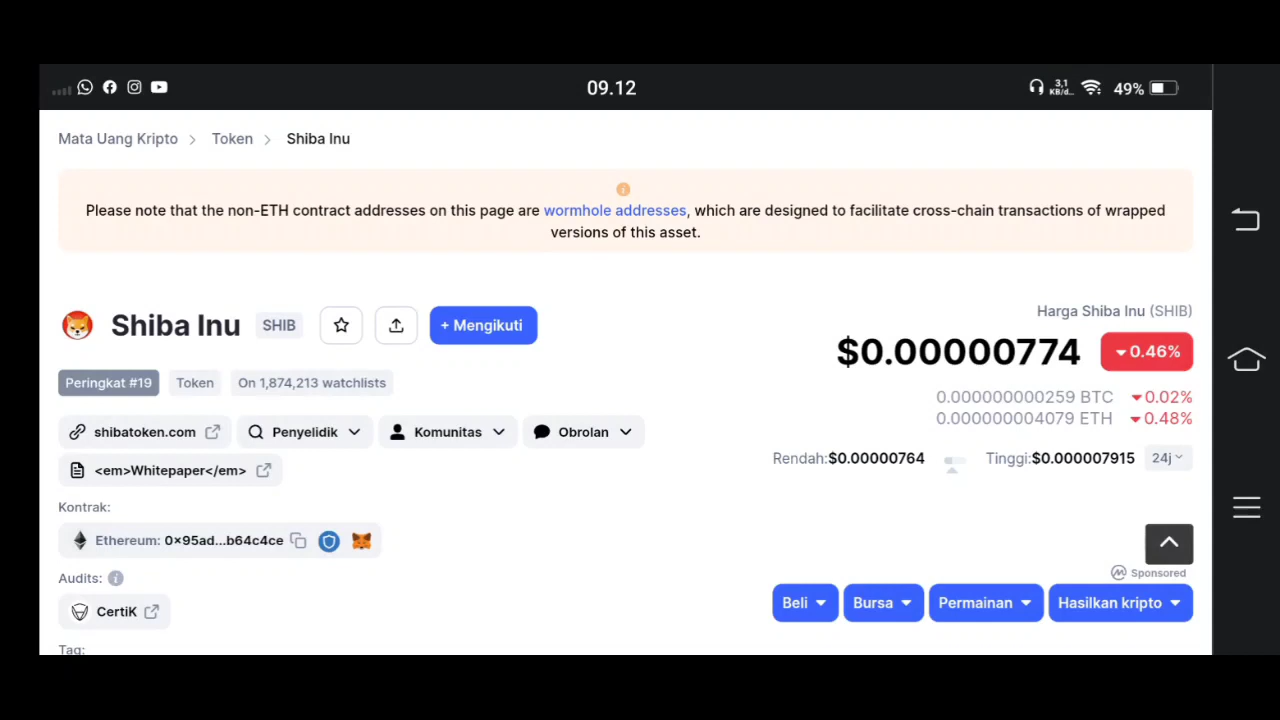 09.12
3,1
KB/d...
49%
Mata Uang Kripto > Token > Shiba Inu
Please note that the non-ETH contract addresses on this page are wormhole addresses, which are designed to facilitate cross-chain transactions of wrapped
versions of this asset.
Shiba Inu SHIB + Mengikuti
Peringkat #19 Token On 1,874,213 watchlists
shibatoken.com Penyelidik Komunitas Obrolan
<em>Whitepaper</em>
Kontrak:
Ethereum: 0x95ad...b64c4ce
Audits:
CertiK
Tag:
Harga Shiba Inu (SHIB)
$0.00000774 0.46%
0.000000000259 BTC 0.02%
0.000000004079 ETH 0.48%
Rendah:$0.00000764 Tinggi:$0.000007915 24j
Sponsored
Beli Bursa Permainan Hasilkan kripto